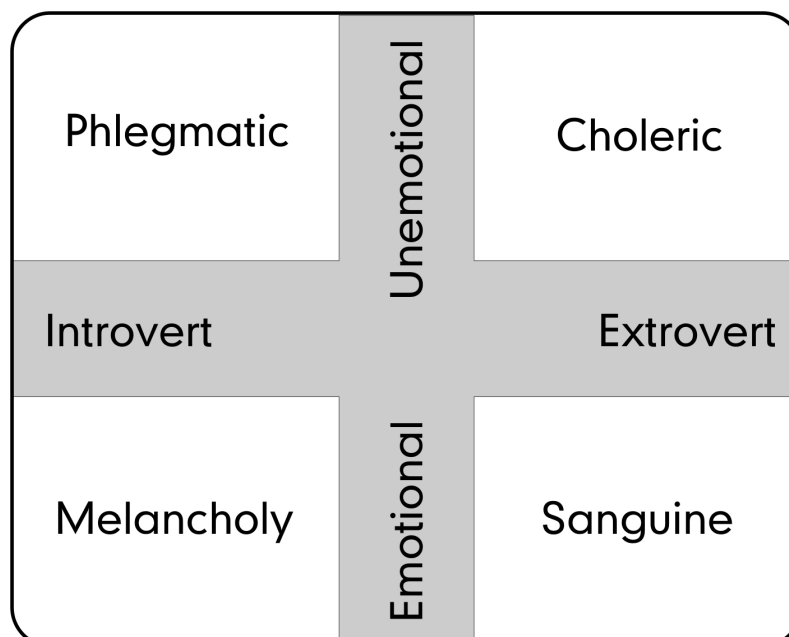 Phlegmatic
Unemotional
Choleric
Introvert
Extrovert
Melancholy
Emotional
Sanguine